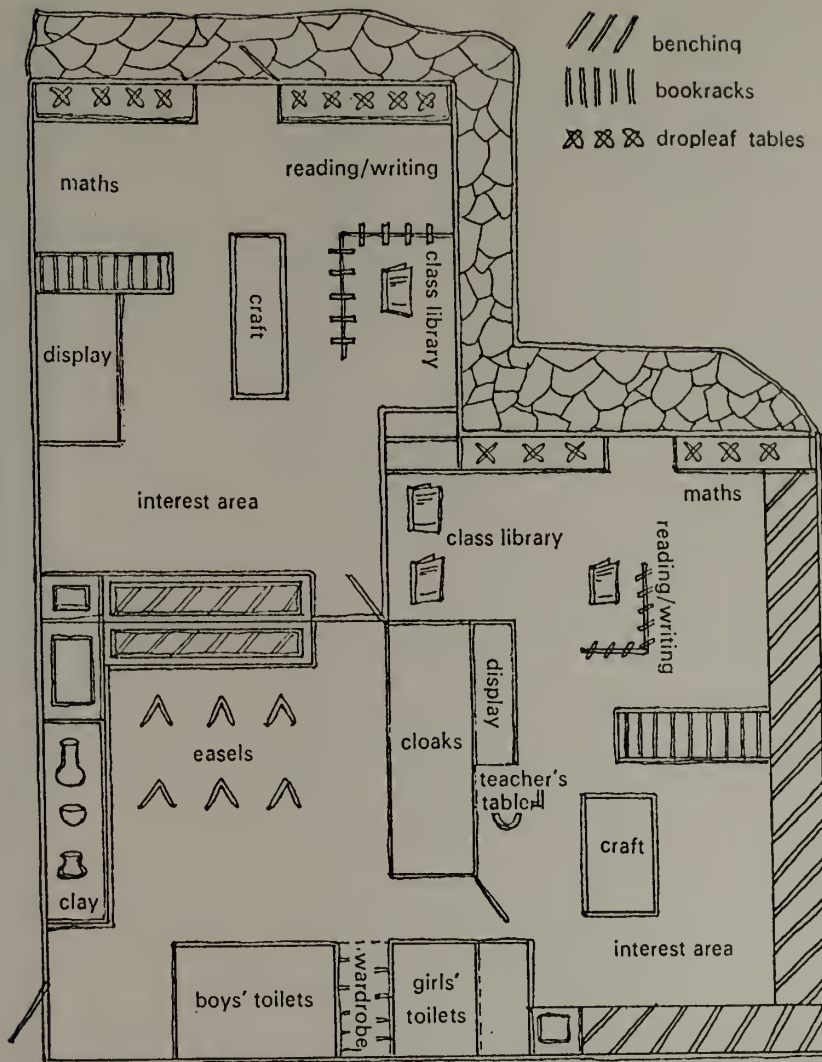 benching
bookracks
dropleaf tables
maths
reading/writing
class library
craft
display
interest area
maths
class library
reading/writing
display
cloaks
easels
teacher's
table
craft
clay
interest area
boys' toilets
wardrobe
girls'
toilets